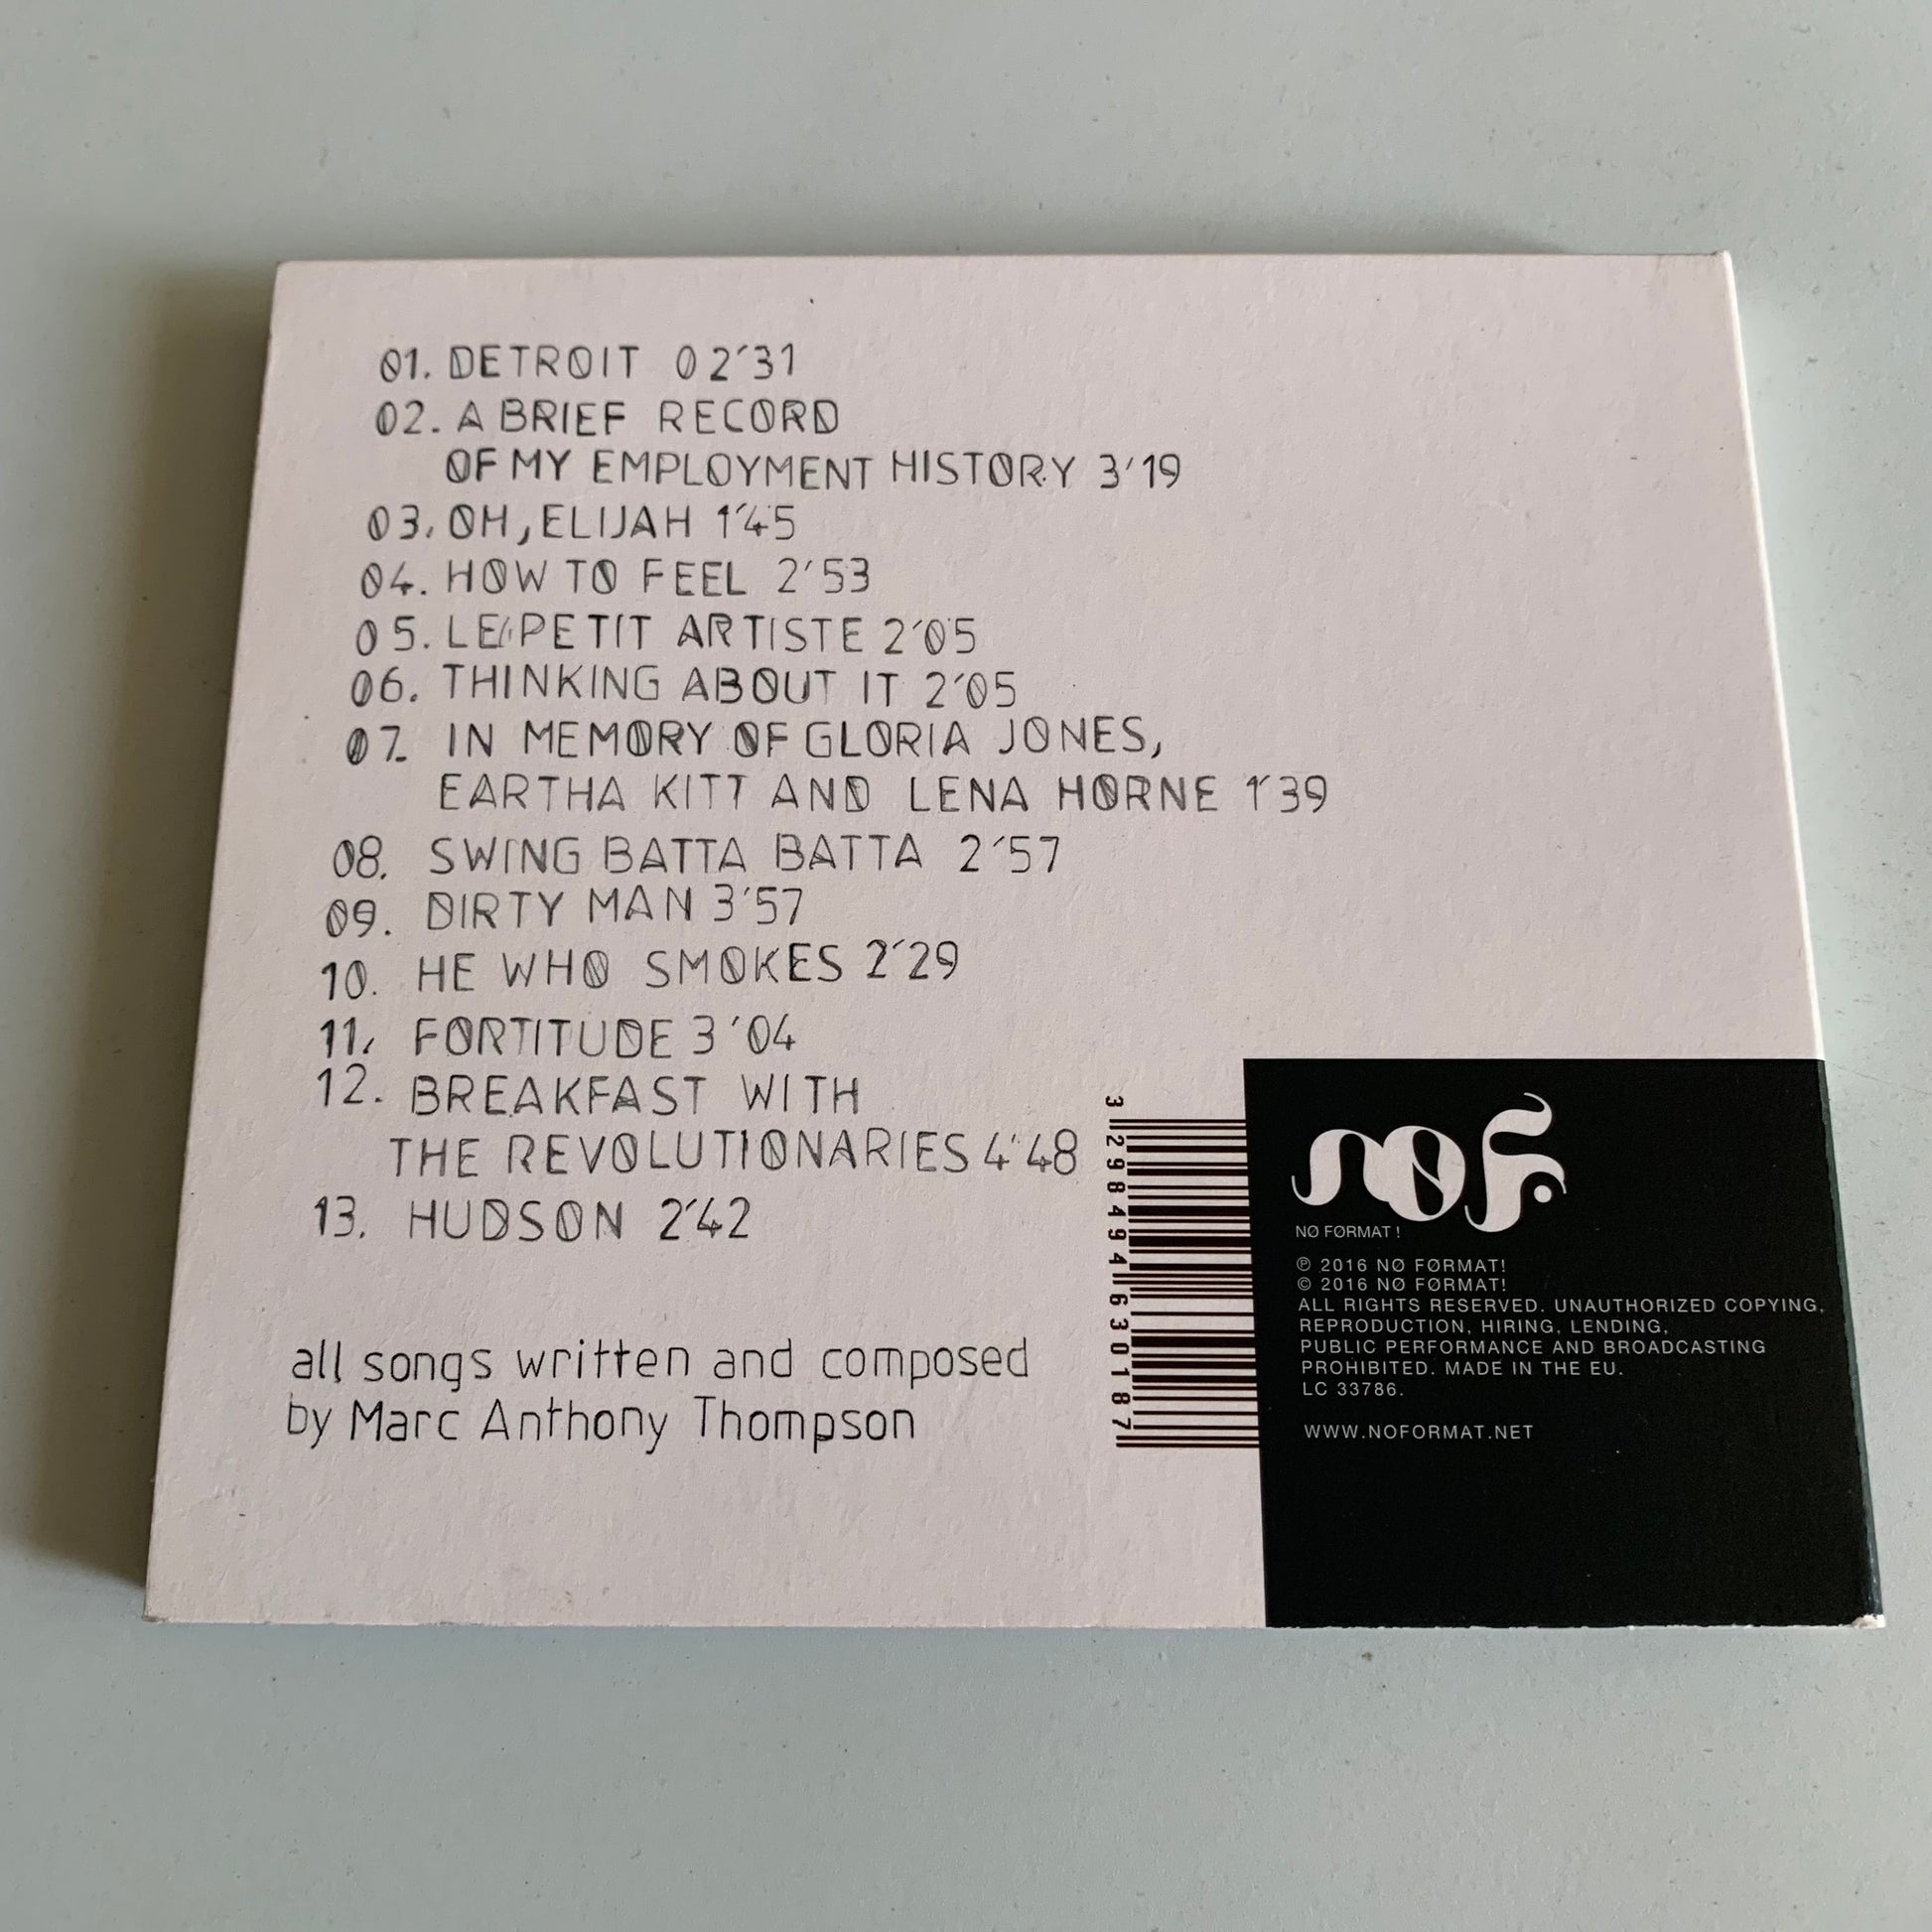 01. DETROIT 0 2'31
02. A BRIEF RECORD
OF MY EMPLOYMENT HISTORY 3'19
03. OH, ELIJAH 1'45
04. HOW TO FEEL 2'53
05. LE PETIT ARTISTE 2'05
06. THINKING ABOUT IT 2'05
07. IN MEMORY OF GLORIA JONES,
EARTHA KITT AND LENA HORNE 1'39
08. SWING BATTA BATTA 2'57
09. DIRTY MAN 3'57
10. HE WHO SMOKES 2'29
11. FORTITUDE 3'04
12. BREAKFAST WITH
THE REVOLUTIONARIES 4'48
13. HUDSON 2'42
all songs written and composed
by Marc Anthony Thompson
3 298494 630187
nøf.
NØ FØRMAT !
℗ 2016 NØ FØRMAT!
© 2016 NØ FØRMAT!
ALL RIGHTS RESERVED. UNAUTHORIZED COPYING,
REPRODUCTION, HIRING, LENDING,
PUBLIC PERFORMANCE AND BROADCASTING
PROHIBITED. MADE IN THE EU.
LC 33786.
WWW.NOFORMAT.NET